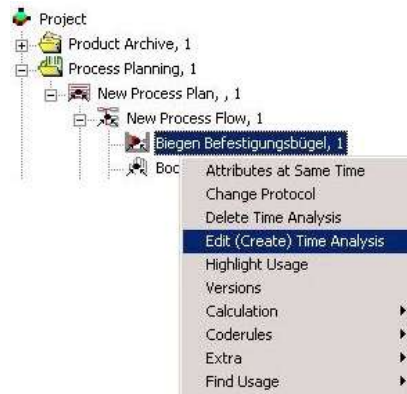 Project
Product Archive, 1
Process Planning, 1
New Process Plan, , 1
New Process Flow, 1
Biegen Befestigungsbügel, 1
Boc
Attributes at Same Time
Change Protocol
Delete Time Analysis
Edit (Create) Time Analysis
Highlight Usage
Versions
Calculation
Coderules
Extra
Find Usage